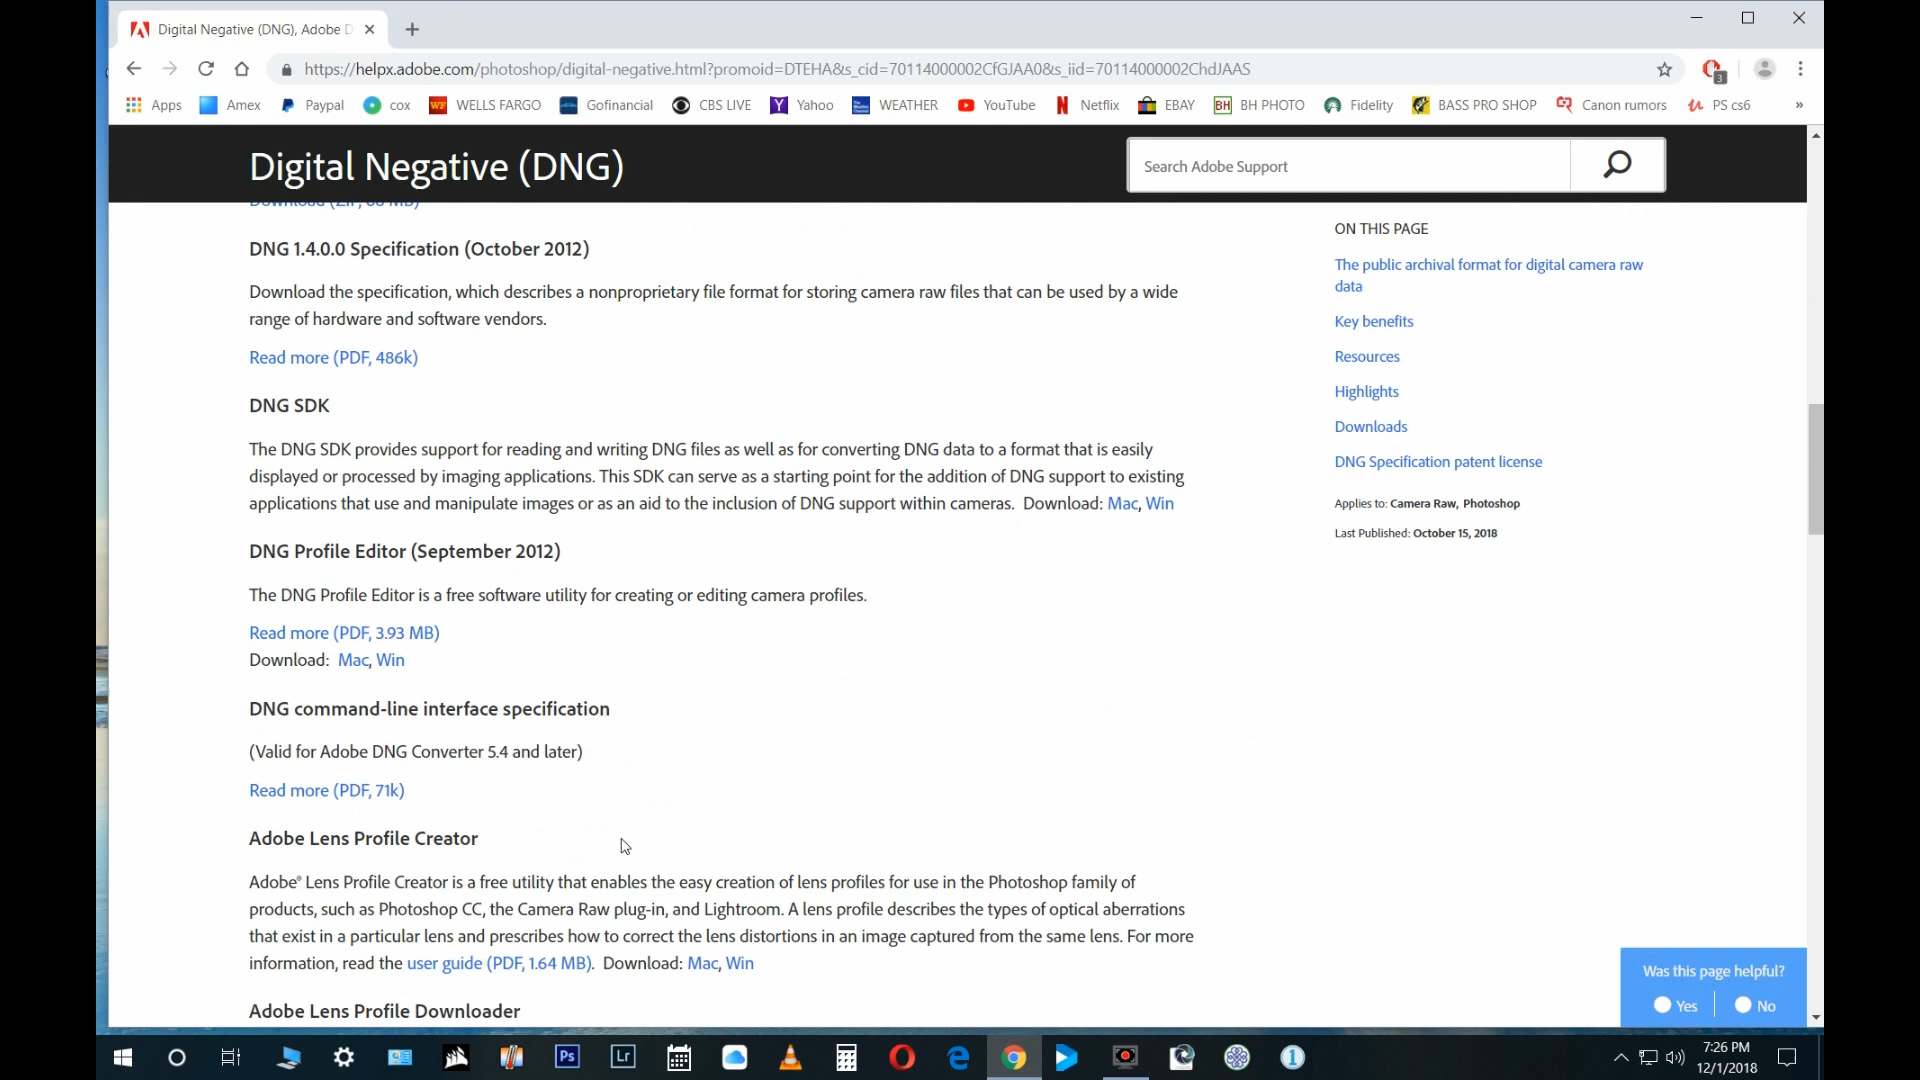 Digital Negative (DNG), Adobe D
https://helpx.adobe.com/photoshop/digital-negative.html?promoid=DTEHA&s_cid=70114000002CfGJAA0&s_iid=70114000002ChdJAAS
3
Apps Amex Paypal cox WF WELLS FARGO Gofinancial CBS LIVE Yahoo WEATHER YouTube Netflix EBAY BH BH PHOTO Fidelity BASS PRO SHOP Canon rumors PS cs6 »
Digital Negative (DNG)
Search Adobe Support
DNG 1.4.0.0 Specification (October 2012)
Download the specification, which describes a nonproprietary file format for storing camera raw files that can be used by a wide
range of hardware and software vendors.
Read more (PDF, 486k)
DNG SDK
The DNG SDK provides support for reading and writing DNG files as well as for converting DNG data to a format that is easily
displayed or processed by imaging applications. This SDK can serve as a starting point for the addition of DNG support to existing
applications that use and manipulate images or as an aid to the inclusion of DNG support within cameras. Download: Mac, Win
DNG Profile Editor (September 2012)
The DNG Profile Editor is a free software utility for creating or editing camera profiles.
Read more (PDF, 3.93 MB)
Download: Mac, Win
DNG command-line interface specification
(Valid for Adobe DNG Converter 5.4 and later)
Read more (PDF, 71k)
Adobe Lens Profile Creator
Adobe® Lens Profile Creator is a free utility that enables the easy creation of lens profiles for use in the Photoshop family of
products, such as Photoshop CC, the Camera Raw plug-in, and Lightroom. A lens profile describes the types of optical aberrations
that exist in a particular lens and prescribes how to correct the lens distortions in an image captured from the same lens. For more
information, read the user guide (PDF, 1.64 MB). Download: Mac, Win
Adobe Lens Profile Downloader
ON THIS PAGE
The public archival format for digital camera raw
data
Key benefits
Resources
Highlights
Downloads
DNG Specification patent license
Applies to: Camera Raw, Photoshop
Last Published: October 15, 2018
Was this page helpful?
Yes No
Ps Lr
7:26 PM
12/1/2018